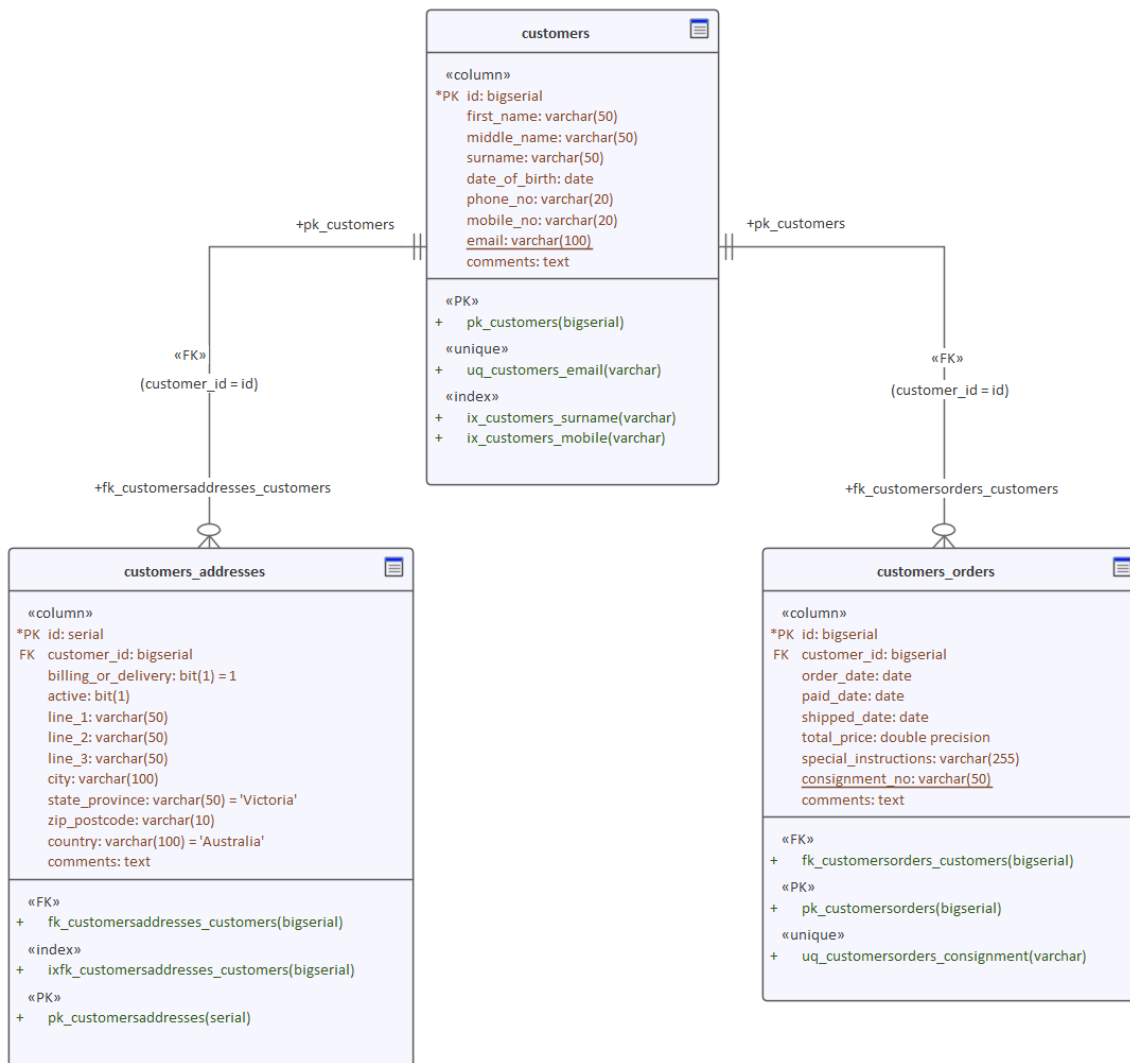 customers
«column»
*PK id: bigserial
first_name: varchar(50)
middle_name: varchar(50)
surname: varchar(50)
date_of_birth: date
phone_no: varchar(20)
mobile_no: varchar(20)
email: varchar(100)
comments: text
«PK»
+ pk_customers(bigserial)
«unique»
+ uq_customers_email(varchar)
«index»
+ ix_customers_surname(varchar)
+ ix_customers_mobile(varchar)
+pk_customers
«FK»
(customer_id = id)
+fk_customersaddresses_customers
+pk_customers
«FK»
(customer_id = id)
+fk_customersorders_customers
customers_addresses
«column»
*PK id: serial
FK customer_id: bigserial
billing_or_delivery: bit(1) = 1
active: bit(1)
line_1: varchar(50)
line_2: varchar(50)
line_3: varchar(50)
city: varchar(100)
state_province: varchar(50) = 'Victoria'
zip_postcode: varchar(10)
country: varchar(100) = 'Australia'
comments: text
«FK»
+ fk_customersaddresses_customers(bigserial)
«index»
+ ixfk_customersaddresses_customers(bigserial)
«PK»
+ pk_customersaddresses(serial)
customers_orders
«column»
*PK id: bigserial
FK customer_id: bigserial
order_date: date
paid_date: date
shipped_date: date
total_price: double precision
special_instructions: varchar(255)
consignment_no: varchar(50)
comments: text
«FK»
+ fk_customersorders_customers(bigserial)
«PK»
+ pk_customersorders(bigserial)
«unique»
+ uq_customersorders_consignment(varchar)